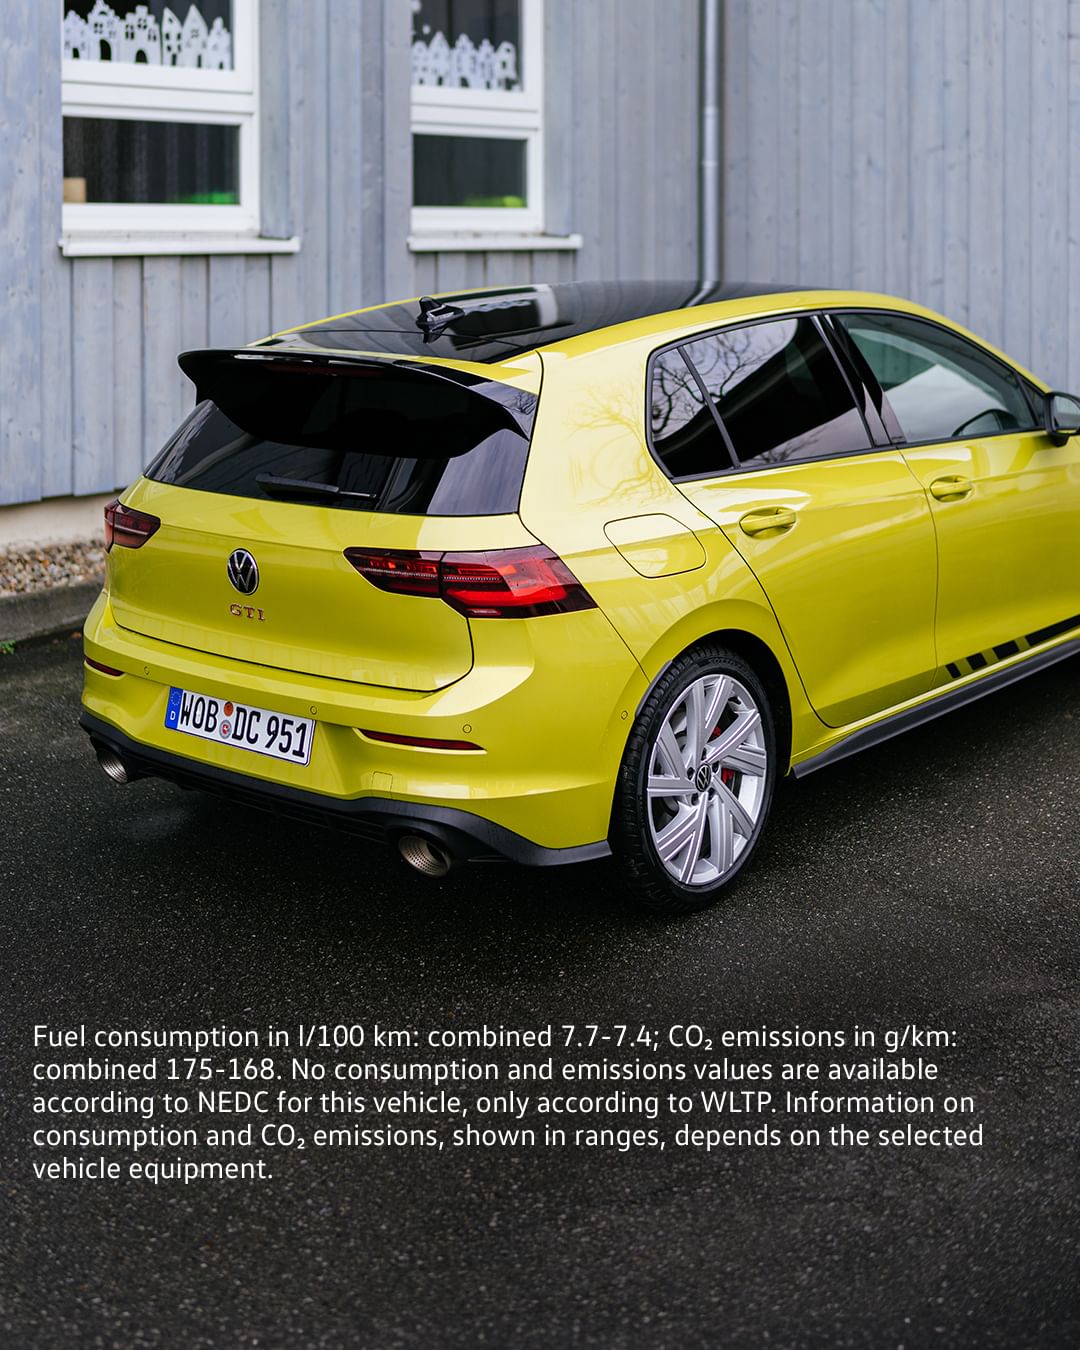 GTI
D
WOB DC 951
Fuel consumption in l/100 km: combined 7.7-7.4; CO₂ emissions in g/km:
combined 175-168. No consumption and emissions values are available
according to NEDC for this vehicle, only according to WLTP. Information on
consumption and CO₂ emissions, shown in ranges, depends on the selected
vehicle equipment.